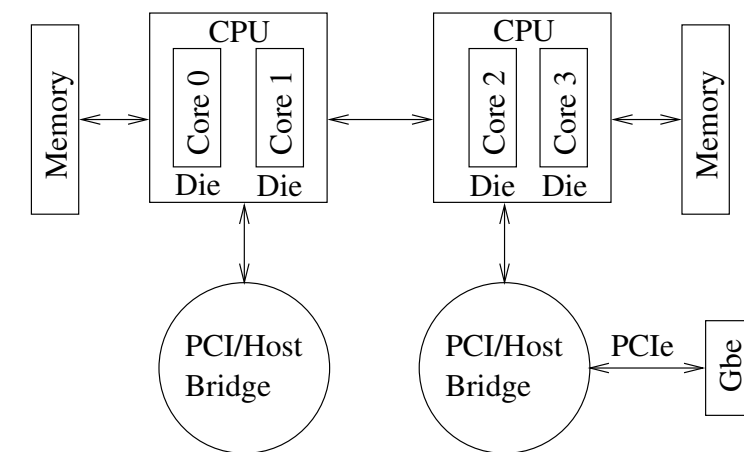 CPU
CPU
Memory
Core 0
Core 1
Core 2
Core 3
Memory
Die
Die
Die
Die
PCI/Host
Bridge
PCI/Host
Bridge
PCIe
Gbe